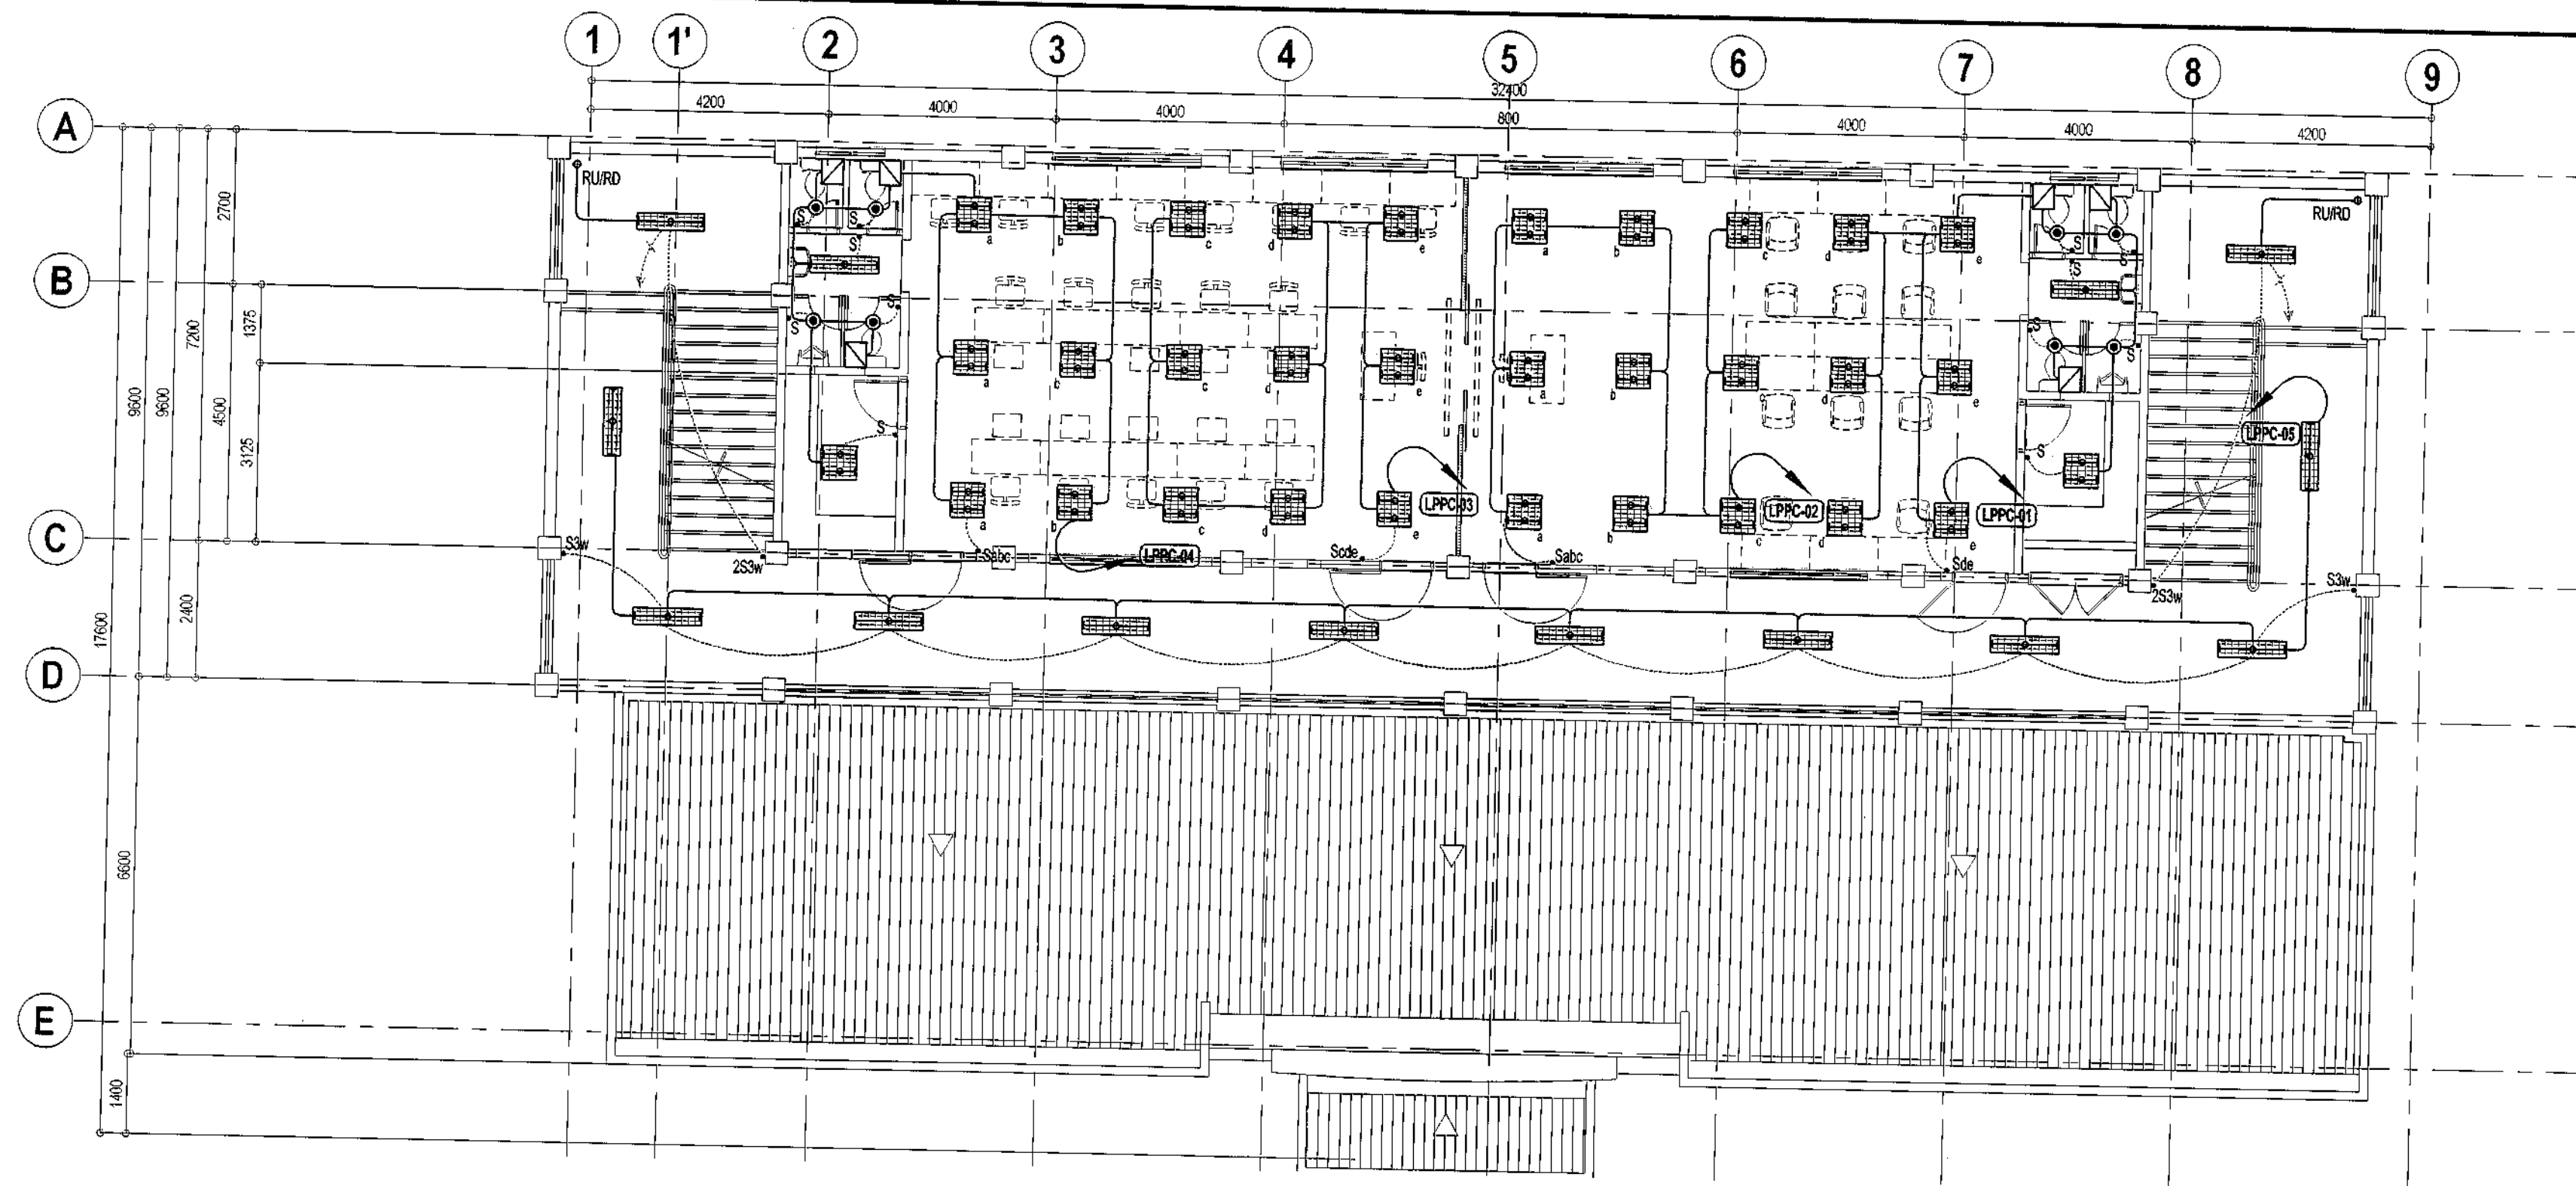 1 1' 2 3 4 5 6 7 8 9
32400
4200 4000 4000 800 4000 4000 4200
A
B
C
D
E
2700
1375
7200
9600 9600 4500 3125
17600 2400
6600
1400
RU/RD RU/RD
S S S S
S S
a b c d e a b c d e
S S
S S
a b c d e a b c d e
S S
LPPC-05
LPPC-03 LPPC-02 LPPC-01
a b c d e a b c d e
S3w 2S3w Sabc LPPC-04 Scde Sabc Sde 2S3w S3w